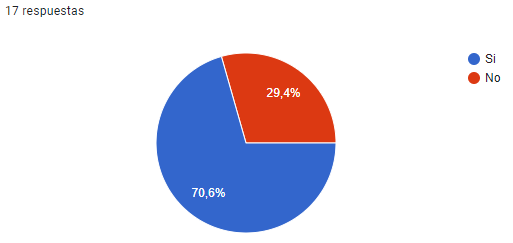 17 respuestas
Si
No
29,4%
70,6%